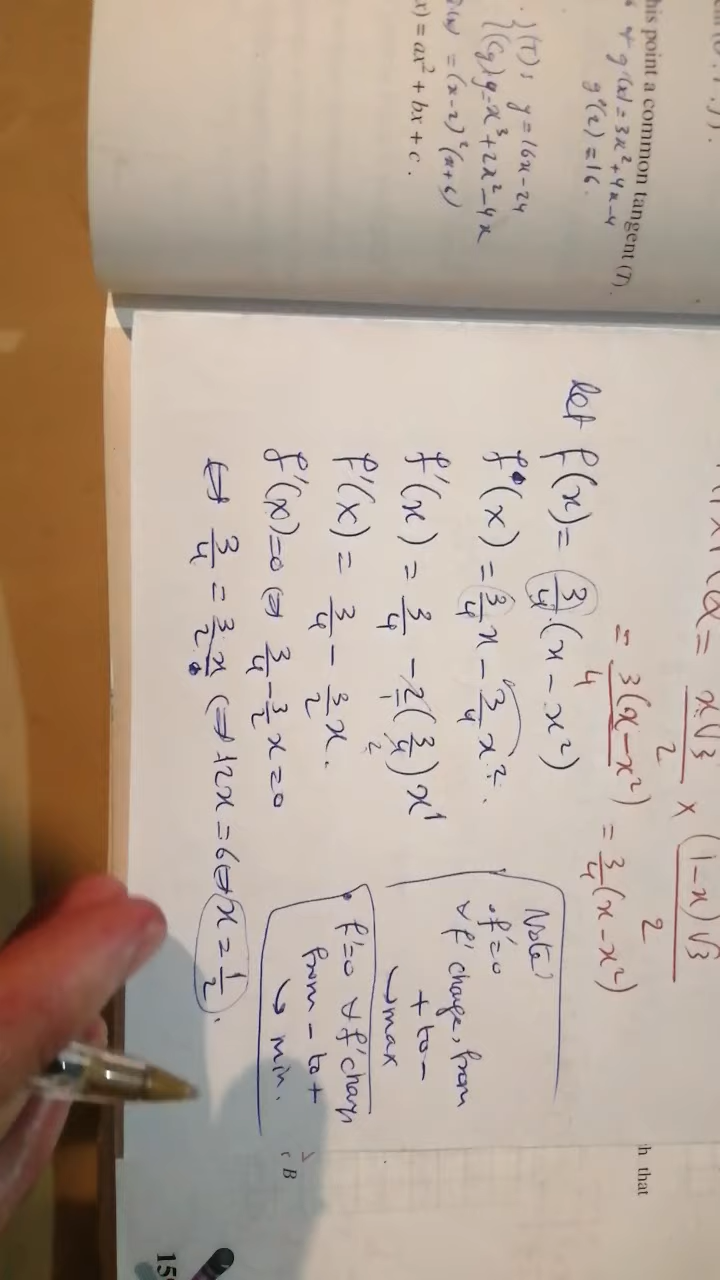 his point a common tangent (T).
g'(x) = 3x² + 4x - 4
g'(2) = 16.
(T): y = 16x - 24
(Cg) y = x³ + 2x² - 4x
= (x-2)² (x+6)
x) = ax² + bx + c .
= x√3/2 × (1-x)√3/2
= 3(x-x²)/4 = 3/4 (x-x²)
let f(x) = 3/4 (x - x²)
f(x) = 3/4 x - 3/4 x².
f'(x) = 3/4 - 2(3/4)x¹
f'(x) = 3/4 - 3/2 x.
f'(x) = 0 ⇔ 3/4 - 3/2 x = 0
⇔ 3/4 = 3/2 x ⇔ 12x = 6 ⇔ x = 1/2.
Note:
• f' = 0
& f' change, from
+ to -
↳ max
• f' = 0 & f' chang
from - to +
↳ min.
h that
B
15